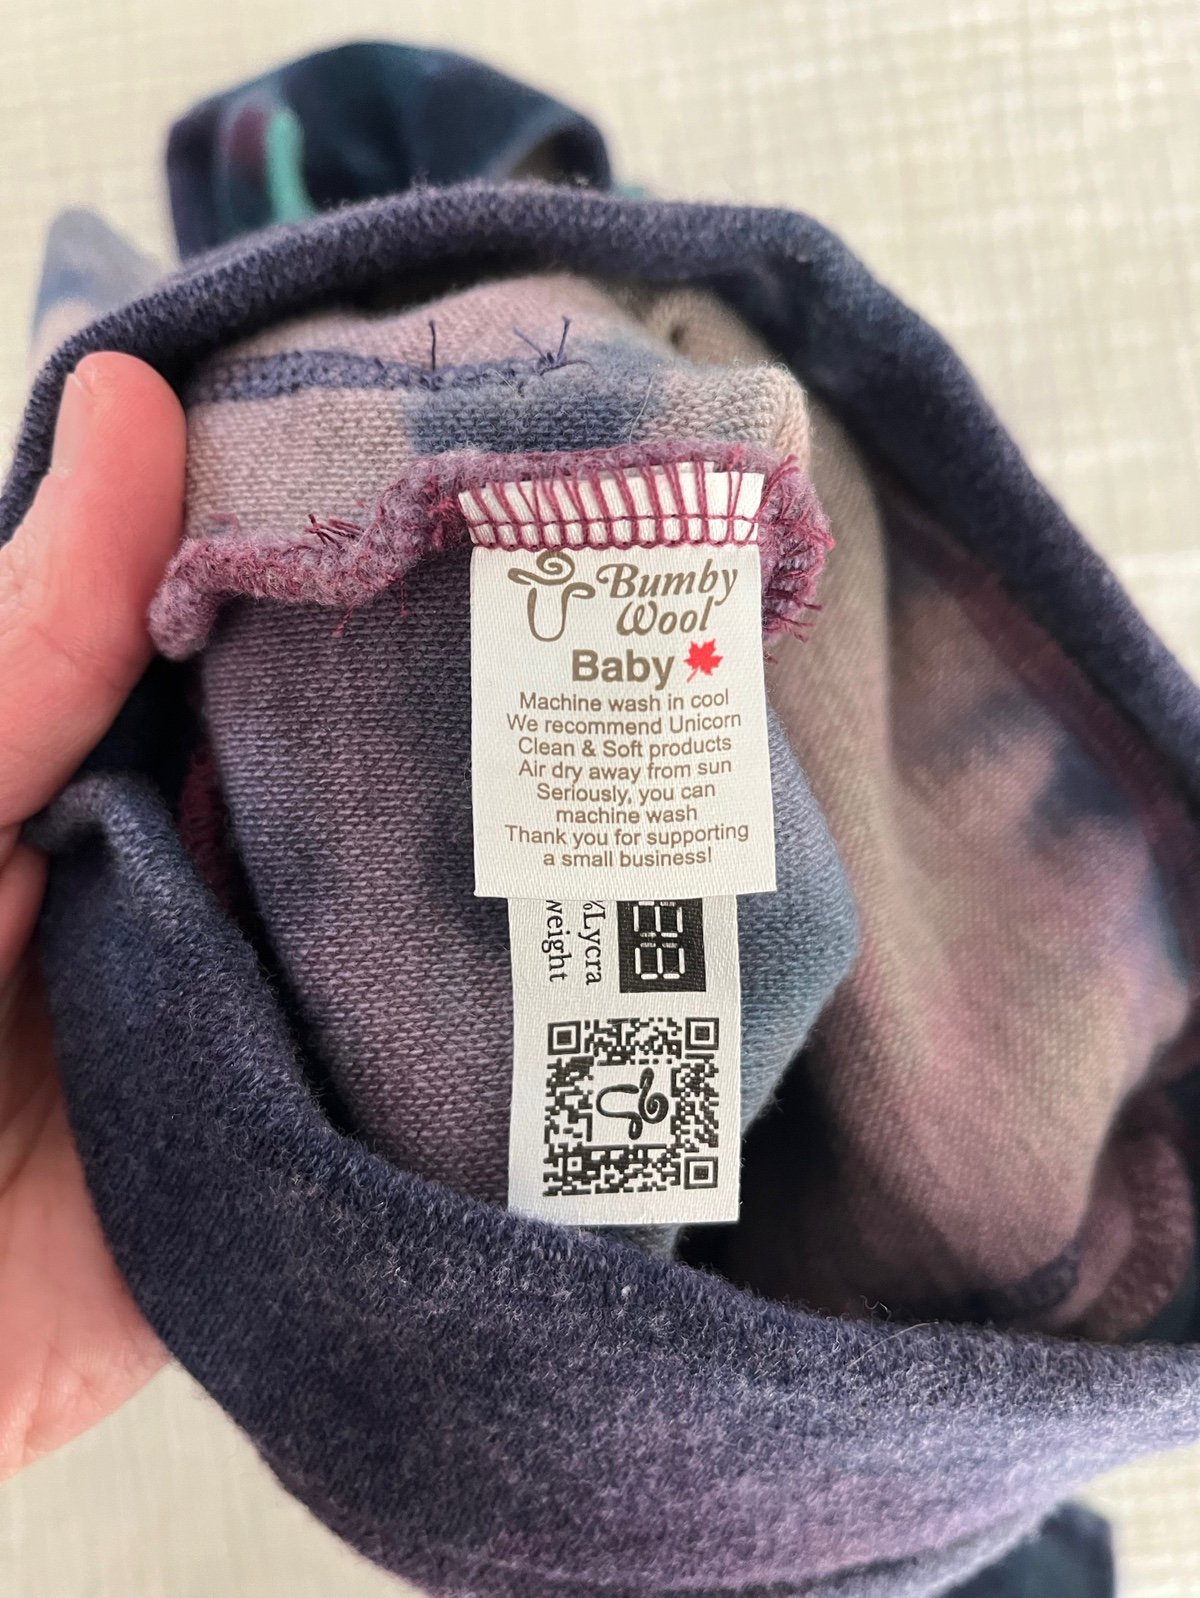 Bumby
Wool
Baby
Machine wash in cool
We recommend Unicorn
Clean & Soft products
Air dry away from sun
Seriously, you can
machine wash
Thank you for supporting
a small business!
%Lycra
weight